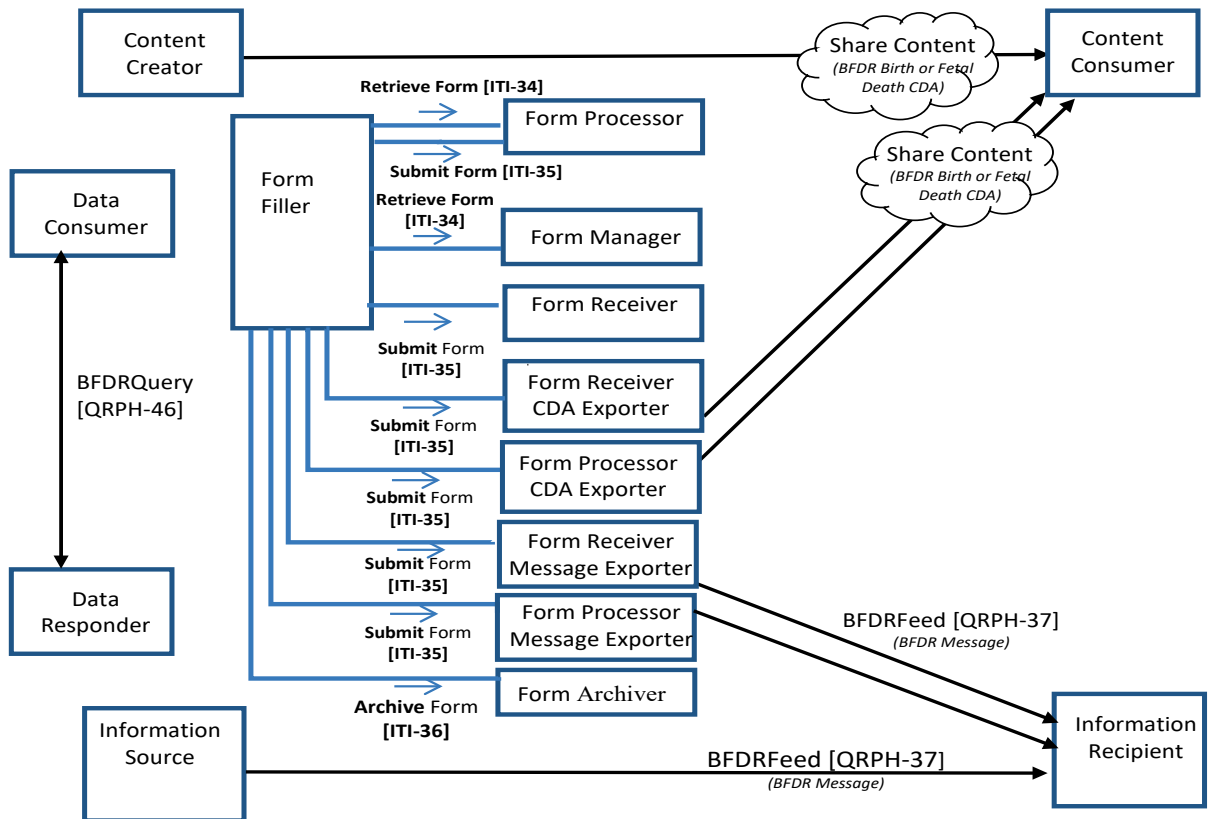 Content
Creator
Share Content
(BFDR Birth or Fetal
Death CDA)
Content
Consumer
Retrieve Form [ITI-34]
Form Processor
Submit Form [ITI-35]
Form
Filler
Share Content
(BFDR Birth or Fetal
Death CDA)
Data
Consumer
Retrieve Form
[ITI-34]
Form Manager
Form Receiver
Submit Form
[ITI-35]
BFDRQuery
[QRPH-46]
Form Receiver
CDA Exporter
Submit Form
[ITI-35]
Form Processor
CDA Exporter
Submit Form
[ITI-35]
Form Receiver
Message Exporter
Submit Form
[ITI-35]
Data
Responder
Form Processor
Message Exporter
Submit Form
[ITI-35]
BFDRFeed [QRPH-37]
(BFDR Message)
Form Archiver
Archive Form
[ITI-36]
Information
Source
Information
Recipient
BFDRFeed [QRPH-37]
(BFDR Message)